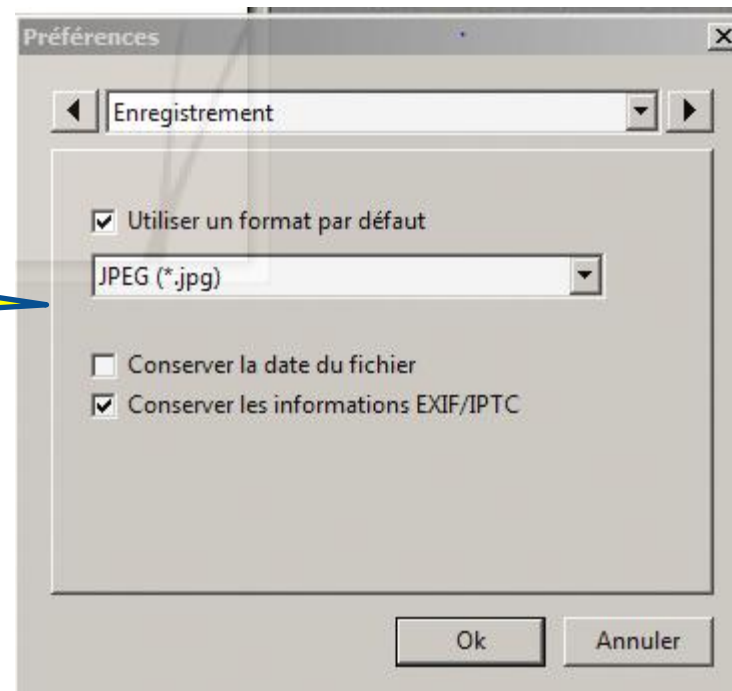 Préférences
Enregistrement
Utiliser un format par défaut
JPEG (*.jpg)
Conserver la date du fichier
Conserver les informations EXIF/IPTC
Ok
Annuler